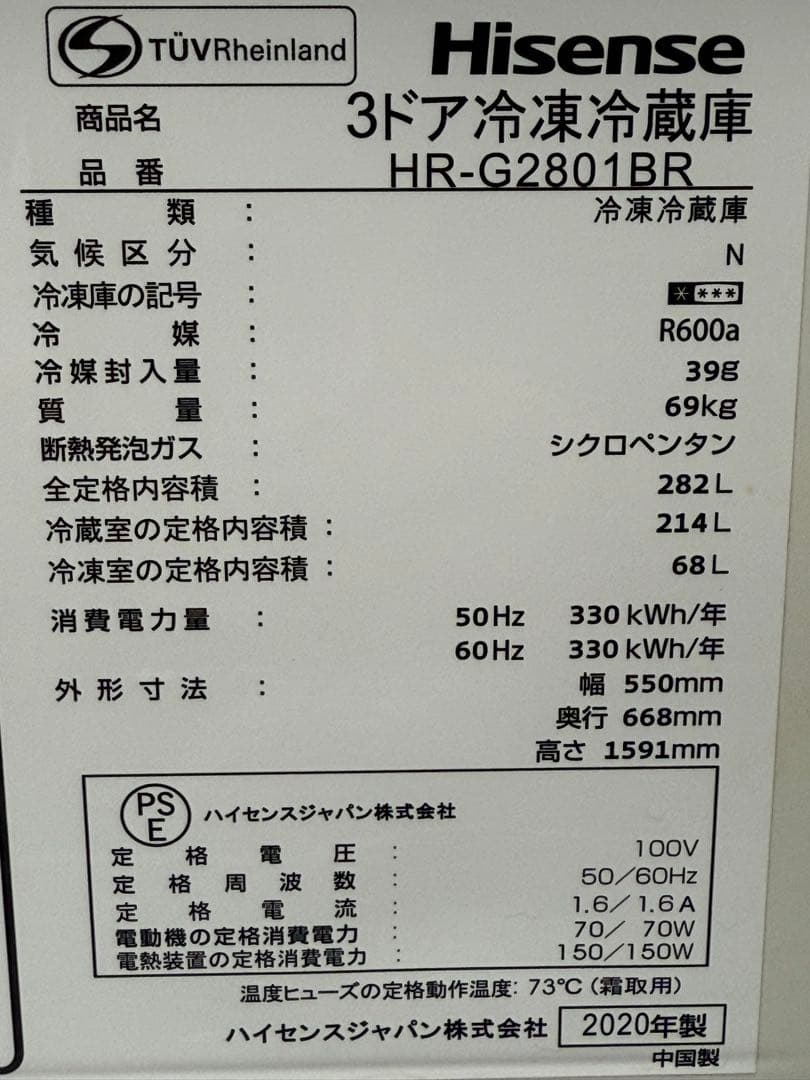 TÜVRheinland
Hisense
商品名 3ドア冷凍冷蔵庫
品番 HR-G2801BR
種類 : 冷凍冷蔵庫
気候区分 : N
冷凍庫の記号 : * ***
冷媒 : R600a
冷媒封入量 : 39g
質量 : 69kg
断熱発泡ガス : シクロペンタン
全定格内容積 : 282L
冷蔵室の定格内容積 : 214L
冷凍室の定格内容積 : 68L
消費電力量 : 50Hz 330kWh/年
60Hz 330kWh/年
外形寸法 : 幅 550mm
奥行 668mm
高さ 1591mm
PSE ハイセンスジャパン株式会社
定格電圧 : 100V
定格周波数 : 50/60Hz
定格電流 : 1.6/1.6A
電動機の定格消費電力 : 70/70W
電熱装置の定格消費電力 : 150/150W
温度ヒューズの定格動作温度: 73℃(霜取用)
ハイセンスジャパン株式会社 2020年製
中国製